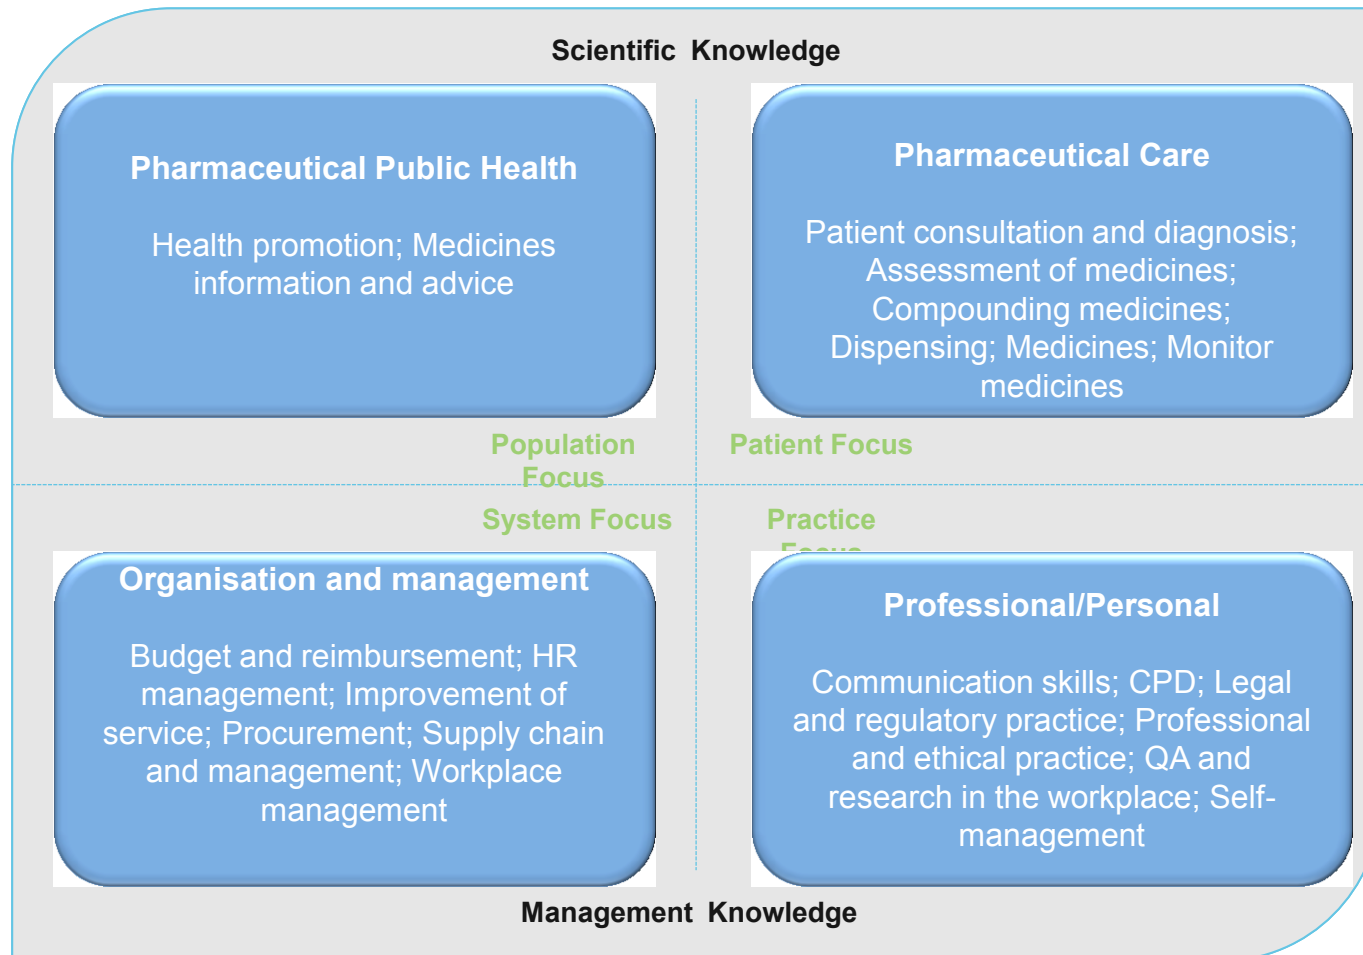 Scientific Knowledge
Pharmaceutical Public Health
Health promotion; Medicines
information and advice
Pharmaceutical Care
Patient consultation and diagnosis;
Assessment of medicines;
Compounding medicines;
Dispensing; Medicines; Monitor
medicines
Population
Focus
Patient Focus
System Focus
Practice
Focus
Organisation and management
Budget and reimbursement; HR
management; Improvement of
service; Procurement; Supply chain
and management; Workplace
management
Professional/Personal
Communication skills; CPD; Legal
and regulatory practice; Professional
and ethical practice; QA and
research in the workplace; Self-
management
Management Knowledge